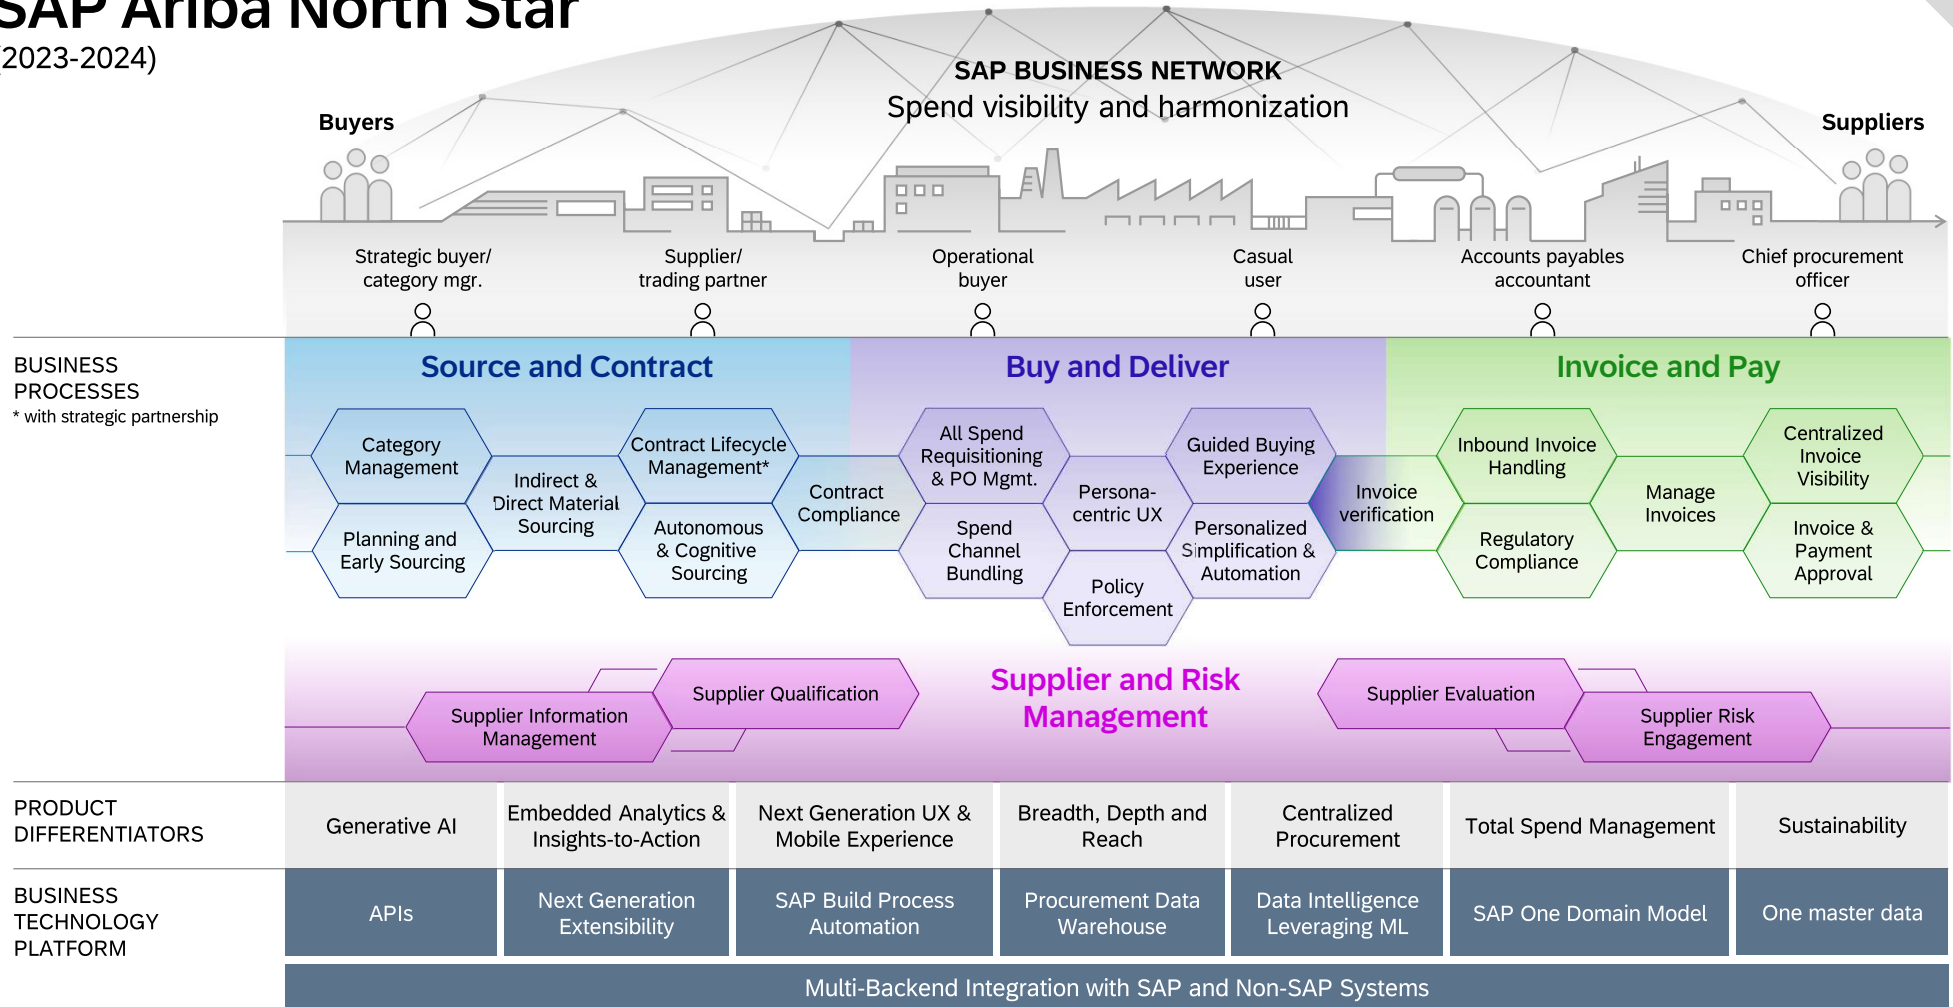 SAP Ariba North Star
(2023-2024)
SAP BUSINESS NETWORK
Spend visibility and harmonization
Buyers
Suppliers
Strategic buyer/
category mgr.
Supplier/
trading partner
Operational
buyer
Casual
user
Accounts payables
accountant
Chief procurement
officer
BUSINESS
PROCESSES
* with strategic partnership
Source and Contract
Buy and Deliver
Invoice and Pay
Category
Management
Planning and
Early Sourcing
Indirect &
Direct Material
Sourcing
Contract Lifecycle
Management*
Autonomous
& Cognitive
Sourcing
Contract
Compliance
All Spend
Requisitioning
& PO Mgmt.
Spend
Channel
Bundling
Persona-
centric UX
Policy
Enforcement
Guided Buying
Experience
Personalized
Simplification &
Automation
Invoice
verification
Inbound Invoice
Handling
Regulatory
Compliance
Manage
Invoices
Centralized
Invoice
Visibility
Invoice &
Payment
Approval
Supplier and Risk
Management
Supplier Information
Management
Supplier Qualification
Supplier Evaluation
Supplier Risk
Engagement
PRODUCT
DIFFERENTIATORS
Generative AI
Embedded Analytics &
Insights-to-Action
Next Generation UX &
Mobile Experience
Breadth, Depth and
Reach
Centralized
Procurement
Total Spend Management
Sustainability
BUSINESS
TECHNOLOGY
PLATFORM
APIs
Next Generation
Extensibility
SAP Build Process
Automation
Procurement Data
Warehouse
Data Intelligence
Leveraging ML
SAP One Domain Model
One master data
Multi-Backend Integration with SAP and Non-SAP Systems